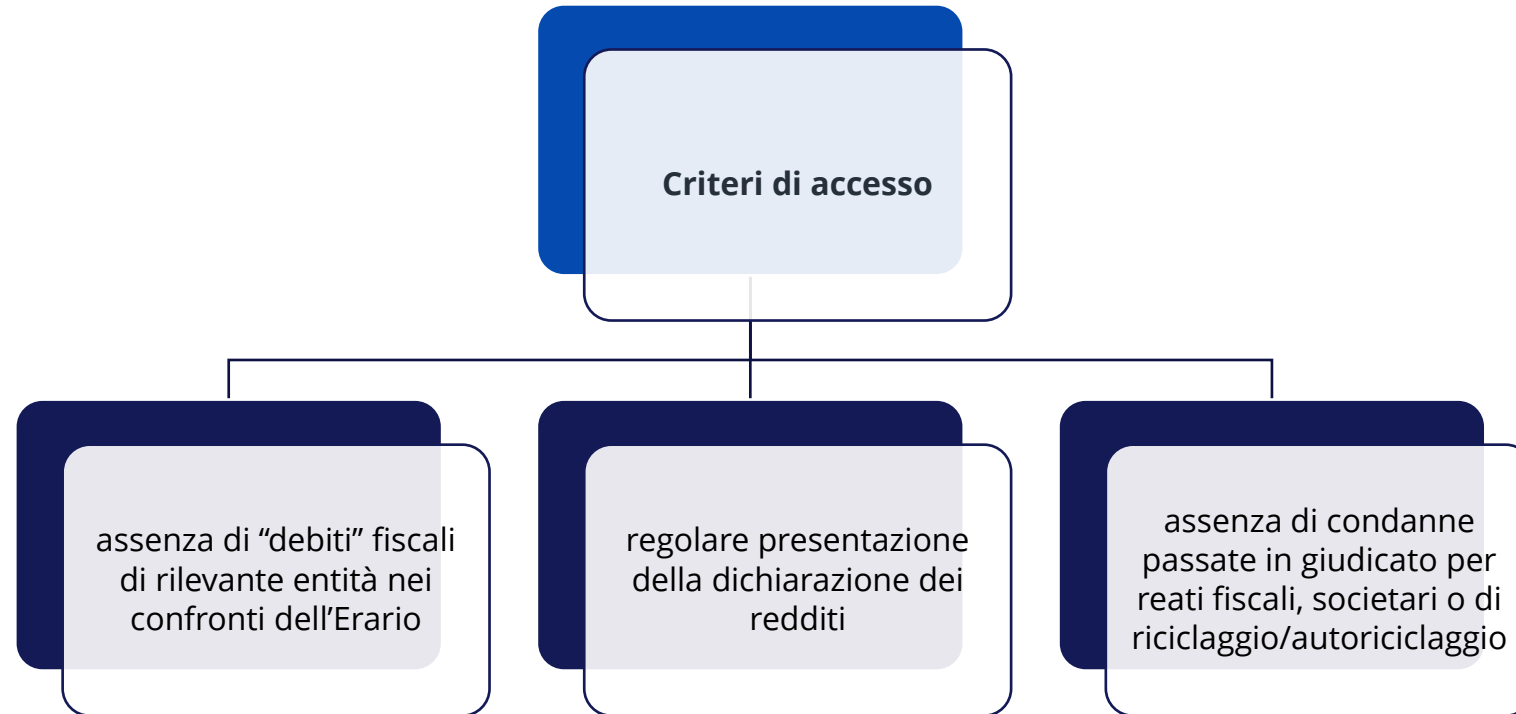 Criteri di accesso
assenza di “debiti” fiscali
di rilevante entità nei
confronti dell’Erario
regolare presentazione
della dichiarazione dei
redditi
assenza di condanne
passate in giudicato per
reati fiscali, societari o di
riciclaggio/autoriciclaggio